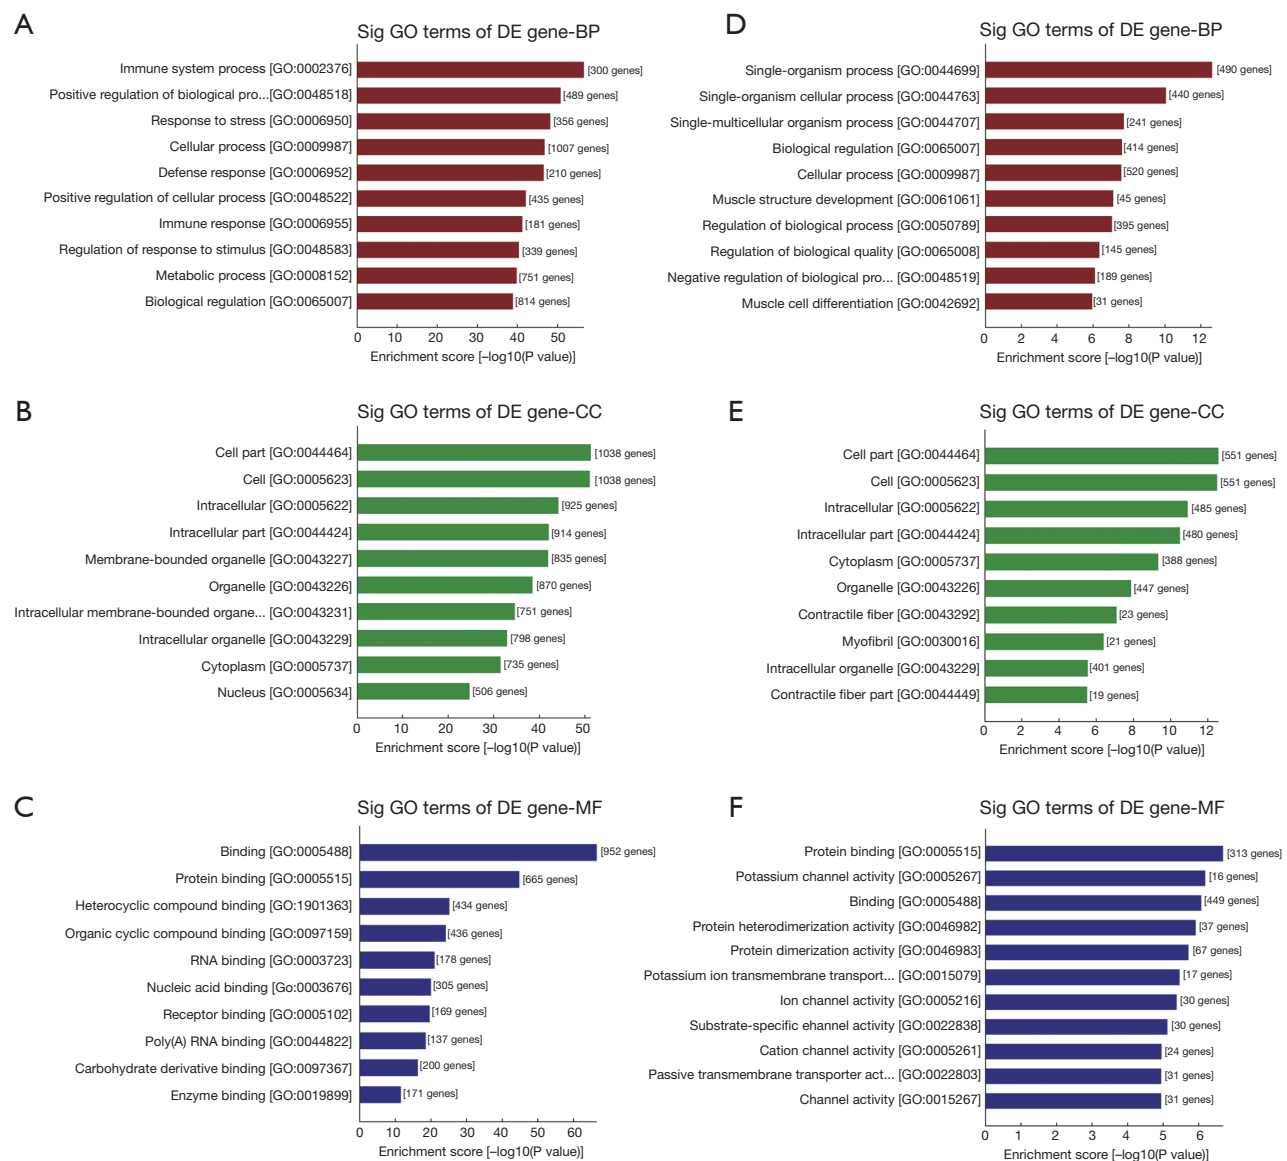 A
Sig GO terms of DE gene-BP
Immune system process [GO:0002376] [300 genes]
Positive regulation of biological pro...[GO:0048518] [489 genes]
Response to stress [GO:0006950] [356 genes]
Cellular process [GO:0009987] [1007 genes]
Defense response [GO:0006952] [210 genes]
Positive regulation of cellular process [GO:0048522] [435 genes]
Immune response [GO:0006955] [181 genes]
Regulation of response to stimulus [GO:0048583] [339 genes]
Metabolic process [GO:0008152] [751 genes]
Biological regulation [GO:0065007] [814 genes]
0 10 20 30 40 50
Enrichment score [–log10(P value)]
B
Sig GO terms of DE gene-CC
Cell part [GO:0044464] [1038 genes]
Cell [GO:0005623] [1038 genes]
Intracellular [GO:0005622] [925 genes]
Intracellular part [GO:0044424] [914 genes]
Membrane-bounded organelle [GO:0043227] [835 genes]
Organelle [GO:0043226] [870 genes]
Intracellular membrane-bounded organe... [GO:0043231] [751 genes]
Intracellular organelle [GO:0043229] [798 genes]
Cytoplasm [GO:0005737] [735 genes]
Nucleus [GO:0005634] [506 genes]
0 10 20 30 40 50
Enrichment score [–log10(P value)]
C
Sig GO terms of DE gene-MF
Binding [GO:0005488] [952 genes]
Protein binding [GO:0005515] [665 genes]
Heterocyclic compound binding [GO:1901363] [434 genes]
Organic cyclic compound binding [GO:0097159] [436 genes]
RNA binding [GO:0003723] [178 genes]
Nucleic acid binding [Go:0003676] [305 genes]
Receptor binding [GO:0005102] [169 genes]
Poly(A) RNA binding [GO:0044822] [137 genes]
Carbohydrate derivative binding [GO:0097367] [200 genes]
Enzyme binding [GO:0019899] [171 genes]
0 10 20 30 40 50 60
Enrichment score [–log10(P value)]
D
Sig GO terms of DE gene-BP
Single-organism process [GO:0044699] [490 genes]
Single-organism cellular process [GO:0044763] [440 genes]
Single-multicellular organism process [GO:0044707] [241 genes]
Biological regulation [GO:0065007] [414 genes]
Cellular process [GO:0009987] [520 genes]
Muscle structure development [GO:0061061] [45 genes]
Regulation of biological process [GO:0050789] [395 genes]
Regulation of biological quality [GO:0065008] [145 genes]
Negative regulation of biological pro... [GO:0048519] [189 genes]
Muscle cell differentiation [GO:0042692] [31 genes]
0 2 4 6 8 10 12
Enrichment score [–log10(P value)]
E
Sig GO terms of DE gene-CC
Cell part [GO:0044464] [551 genes]
Cell [GO:0005623] [551 genes]
Intracellular [GO:0005622] [485 genes]
Intracellular part [GO:0044424] [480 genes]
Cytoplasm [GO:0005737] [388 genes]
Organelle [GO:0043226] [447 genes]
Contractile fiber [GO:0043292] [23 genes]
Myofibril [GO:0030016] [21 genes]
Intracellular organelle [GO:0043229] [401 genes]
Contractile fiber part [GO:0044449] [19 genes]
0 2 4 6 8 10 12
Enrichment score [–log10(P value)]
F
Sig GO terms of DE gene-MF
Protein binding [GO:0005515] [313 genes]
Potassium channel activity [GO:0005267] [16 genes]
Binding [GO:0005488] [449 genes]
Protein heterodimerization activity [GO:0046982] [37 genes]
Protein dimerization activity [GO:0046983] [67 genes]
Potassium ion transmembrane transport... [GO:0015079] [17 genes]
Ion channel activity [GO:0005216] [30 genes]
Substrate-specific ehannel activity [GO:0022838] [30 genes]
Cation channel activity [GO:0005261] [24 genes]
Passive transmembrane transporter act... [GO:0022803] [31 genes]
Channel activity [GO:0015267] [31 genes]
0 1 2 3 4 5 6
Enrichment score [–log10(P value)]